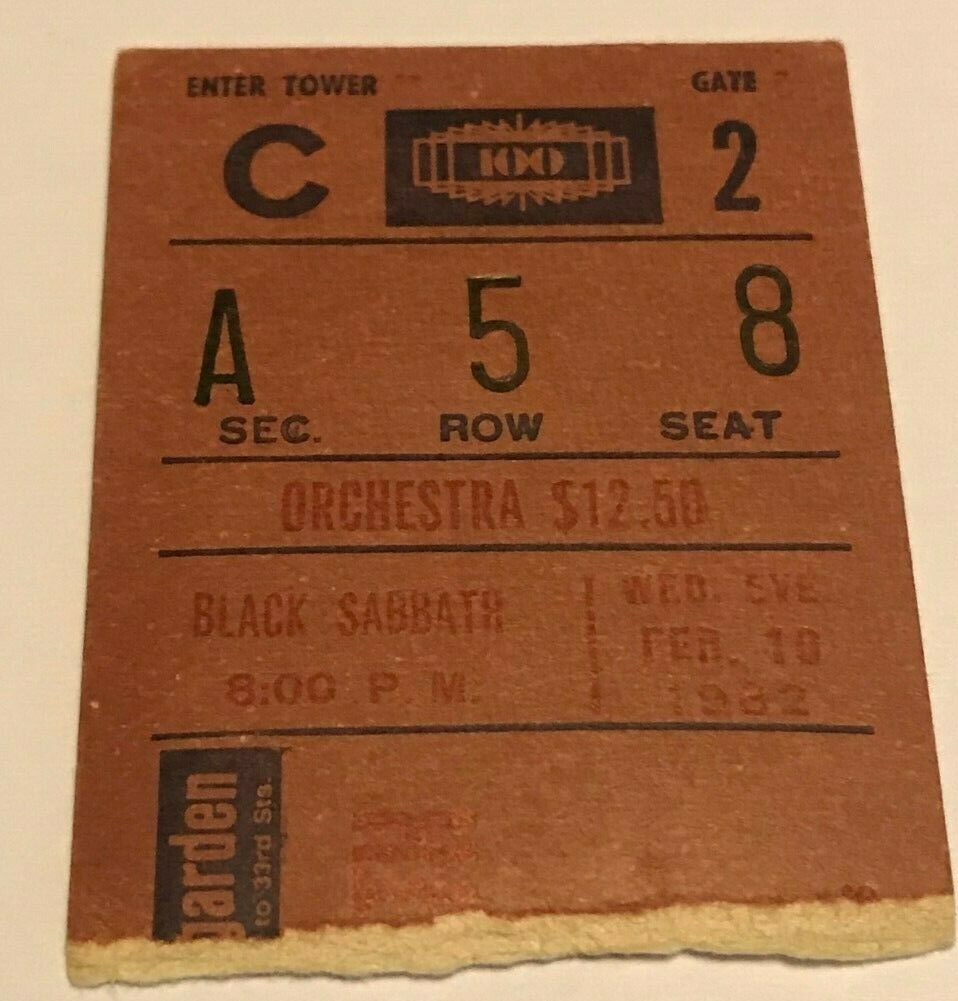 ENTER TOWER GATE
C 100 2
A 5 8
SEC. ROW SEAT
ORCHESTRA $12.50
BLACK SABBATH
8:00 P.M.
WED. EVE
FEB. 10
1982
garden
to 33rd Sts.